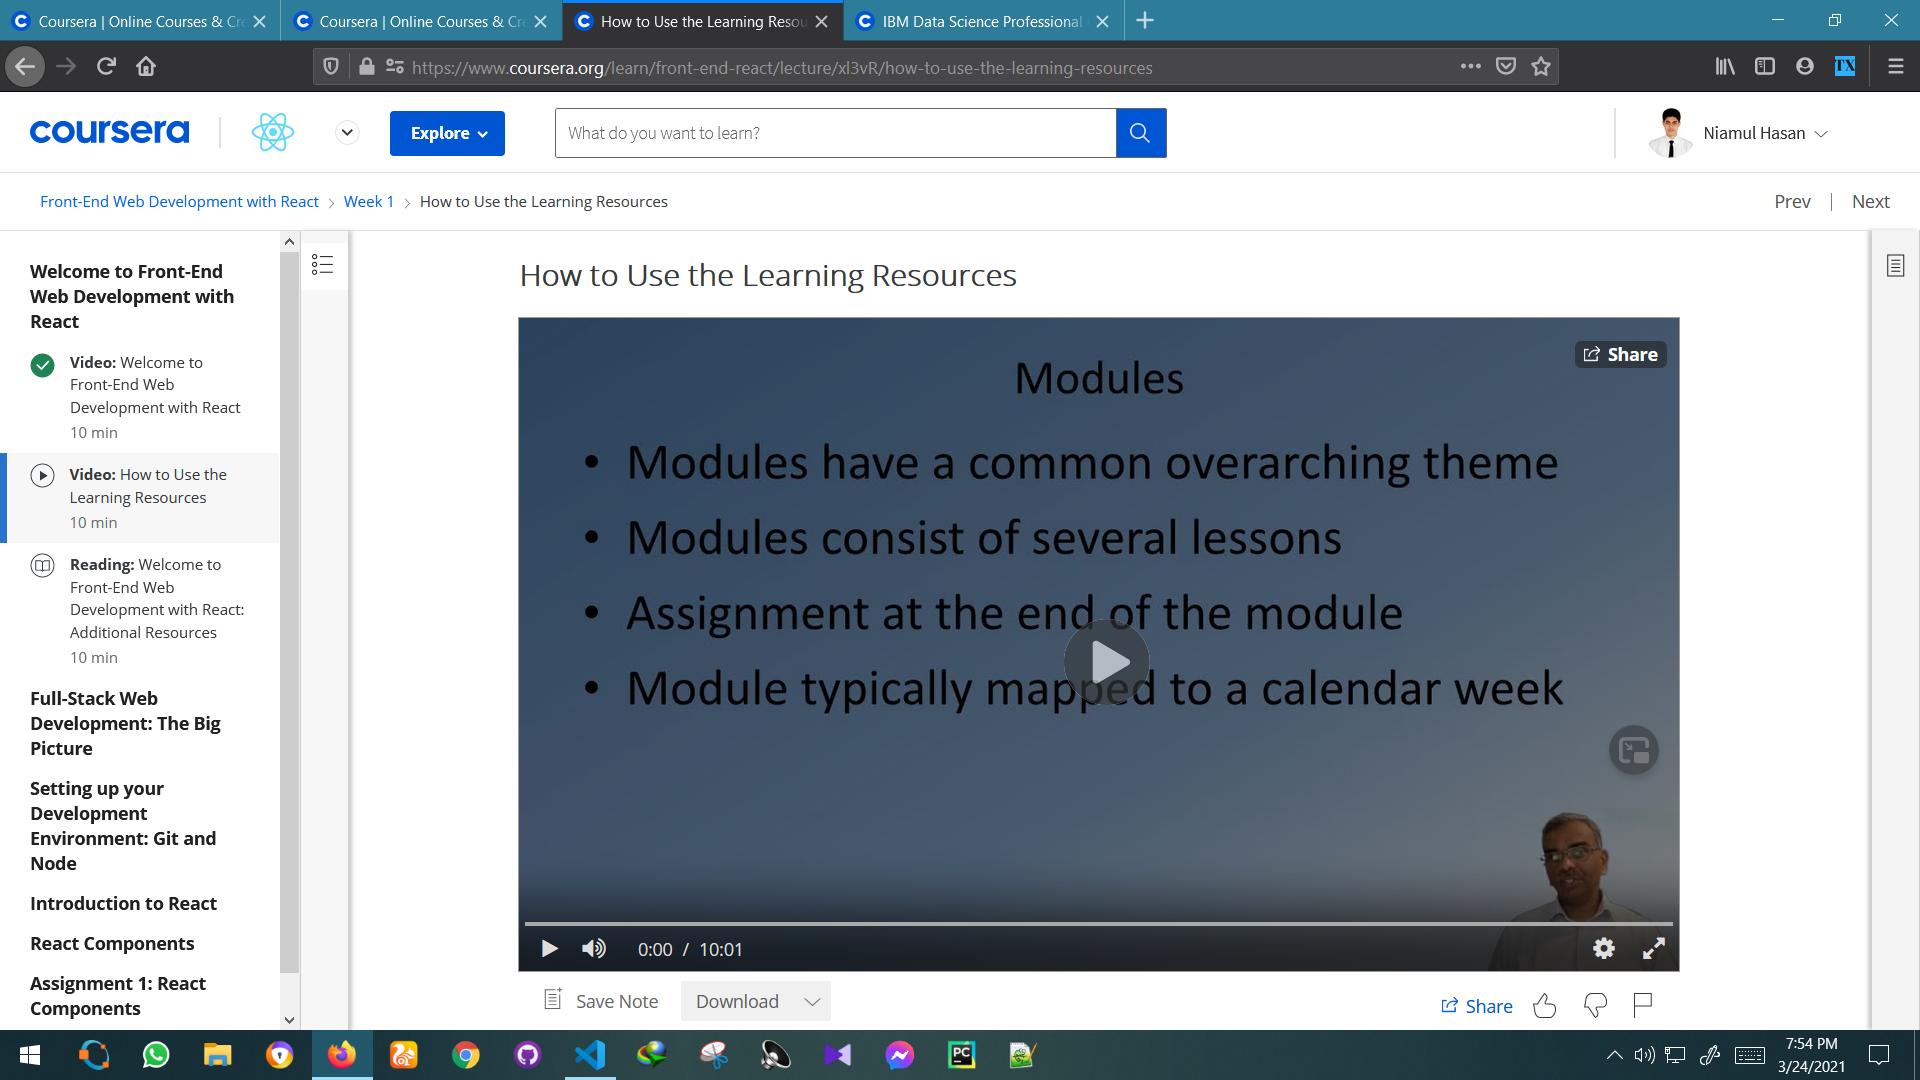 Coursera | Online Courses & Cre
Coursera | Online Courses & Cre
How to Use the Learning Resou
IBM Data Science Professional
https://www.coursera.org/learn/front-end-react/lecture/xl3vR/how-to-use-the-learning-resources
TX
coursera
Explore
What do you want to learn?
Niamul Hasan
Front-End Web Development with React > Week 1 > How to Use the Learning Resources
Prev | Next
Welcome to Front-End
Web Development with
React
Video: Welcome to
Front-End Web
Development with React
10 min
Video: How to Use the
Learning Resources
10 min
Reading: Welcome to
Front-End Web
Development with React:
Additional Resources
10 min
Full-Stack Web
Development: The Big
Picture
Setting up your
Development
Environment: Git and
Node
Introduction to React
React Components
Assignment 1: React
Components
How to Use the Learning Resources
Share
Modules
• Modules have a common overarching theme
• Modules consist of several lessons
• Assignment at the end of the module
• Module typically mapped to a calendar week
0:00 / 10:01
Save Note
Download
Share
PC
7:54 PM
3/24/2021